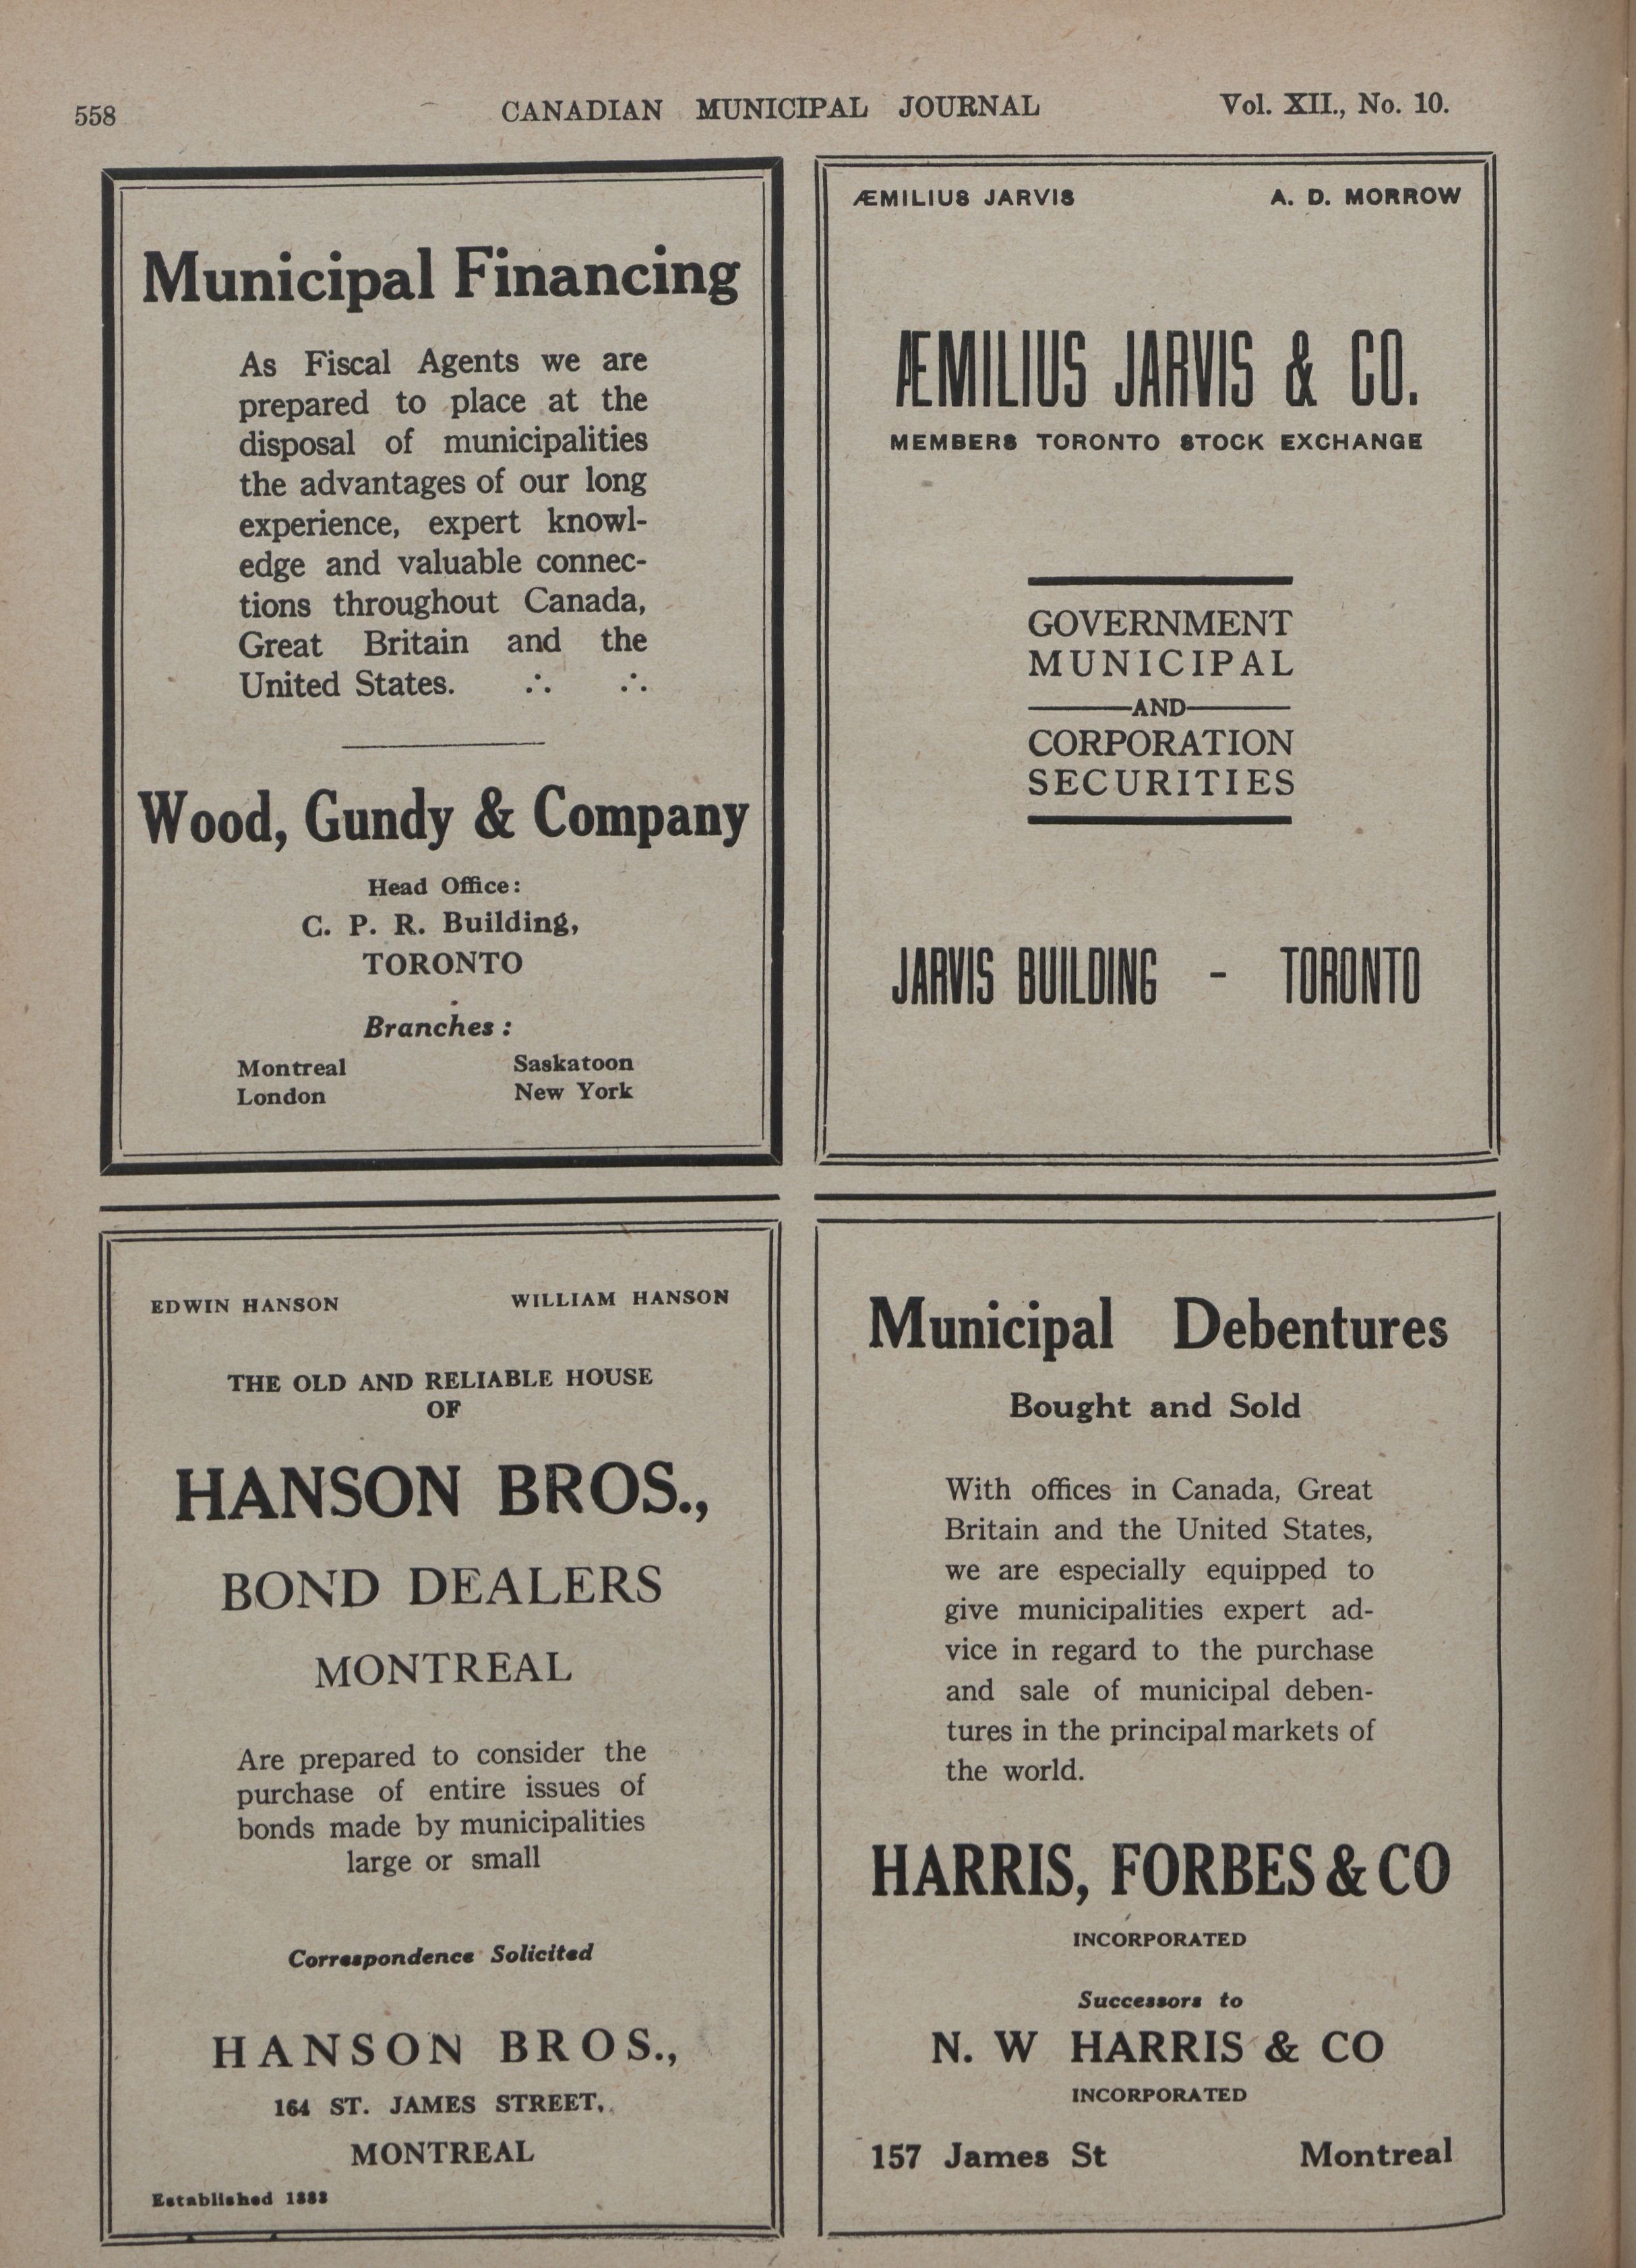 558
CANADIAN MUNICIPAL JOURNAL
Vol. XII., No. 10.
Municipal Financing
As Fiscal Agents we are
prepared to place at the
disposal of municipalities
the advantages of our long
experience, expert knowl-
edge and valuable connec-
tions throughout Canada,
Great Britain and the
United States. ∴ ∴
Wood, Gundy & Company
Head Office:
C. P. R. Building,
TORONTO
Branches:
Montreal Saskatoon
London New York
ÆMILIUS JARVIS A. D. MORROW
ÆMILIUS JARVIS & CO.
MEMBERS TORONTO STOCK EXCHANGE
GOVERNMENT
MUNICIPAL
AND
CORPORATION
SECURITIES
JARVIS BUILDING - TORONTO
EDWIN HANSON WILLIAM HANSON
THE OLD AND RELIABLE HOUSE
OF
HANSON BROS.,
BOND DEALERS
MONTREAL
Are prepared to consider the
purchase of entire issues of
bonds made by municipalities
large or small
Correspondence Solicited
HANSON BROS.,
164 ST. JAMES STREET,
MONTREAL
Established 1883
Municipal Debentures
Bought and Sold
With offices in Canada, Great
Britain and the United States,
we are especially equipped to
give municipalities expert ad-
vice in regard to the purchase
and sale of municipal deben-
tures in the principal markets of
the world.
HARRIS, FORBES & CO
INCORPORATED
Successors to
N. W HARRIS & CO
INCORPORATED
157 James St Montreal